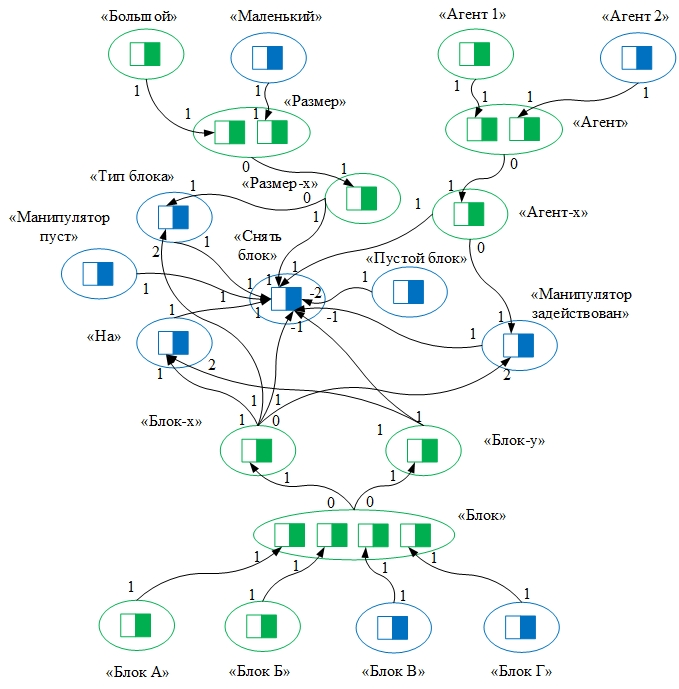 «Большой»
«Маленький»
«Агент 1»
«Агент 2»
1
1
1
1
1
1
1
1
«Размер»
«Агент»
0
1
0
«Тип блока»
«Размер-x»
0
1
1
1
1
1
«Агент-x»
«Манипулятор
пуст»
«Снять
блок»
2
1
0
«Пустой блок»
1
1
1
1
-2
«Манипулятор
задействован»
«На»
1
1
-1
-1
1
1
1
2
2
1
1
«Блок-x»
1
0
1
1
«Блок-y»
1
1
0
0
«Блок»
1
1
1
1
1
1
1
1
«Блок А»
«Блок Б»
«Блок В»
«Блок Г»